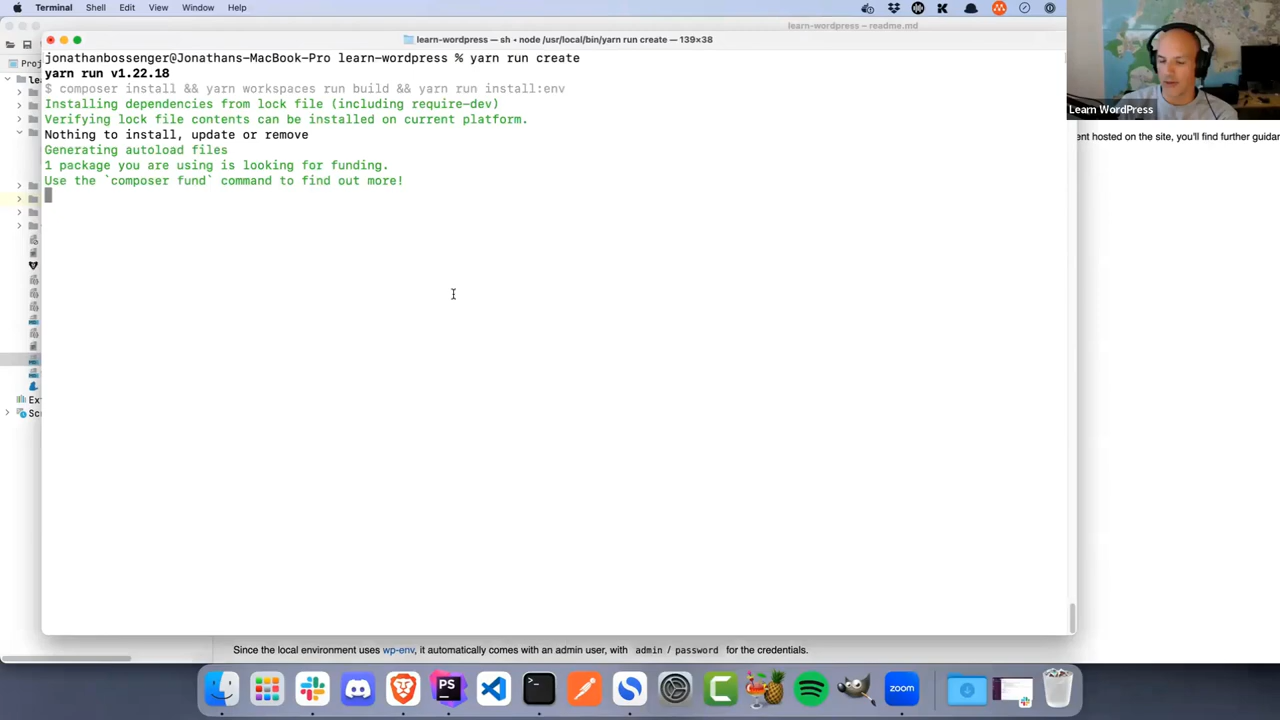 Terminal Shell Edit View Window Help
learn-wordpress – readme.md
learn-wordpress — sh ◂ node /usr/local/bin/yarn run create — 139×38
Proj
jonathanbossenger@Jonathans-MacBook-Pro learn-wordpress % yarn run create
yarn run v1.22.18
$ composer install && yarn workspaces run build && yarn run install:env
Installing dependencies from lock file (including require-dev)
Verifying lock file contents can be installed on current platform.
Nothing to install, update or remove
Generating autoload files
1 package you are using is looking for funding.
Use the `composer fund` command to find out more!
Learn WordPress
ent hosted on the site, you'll find further guidan
le
Ext
Scr
Since the local environment uses wp-env, it automatically comes with an admin user, with admin / password for the credentials.
PS
zoom